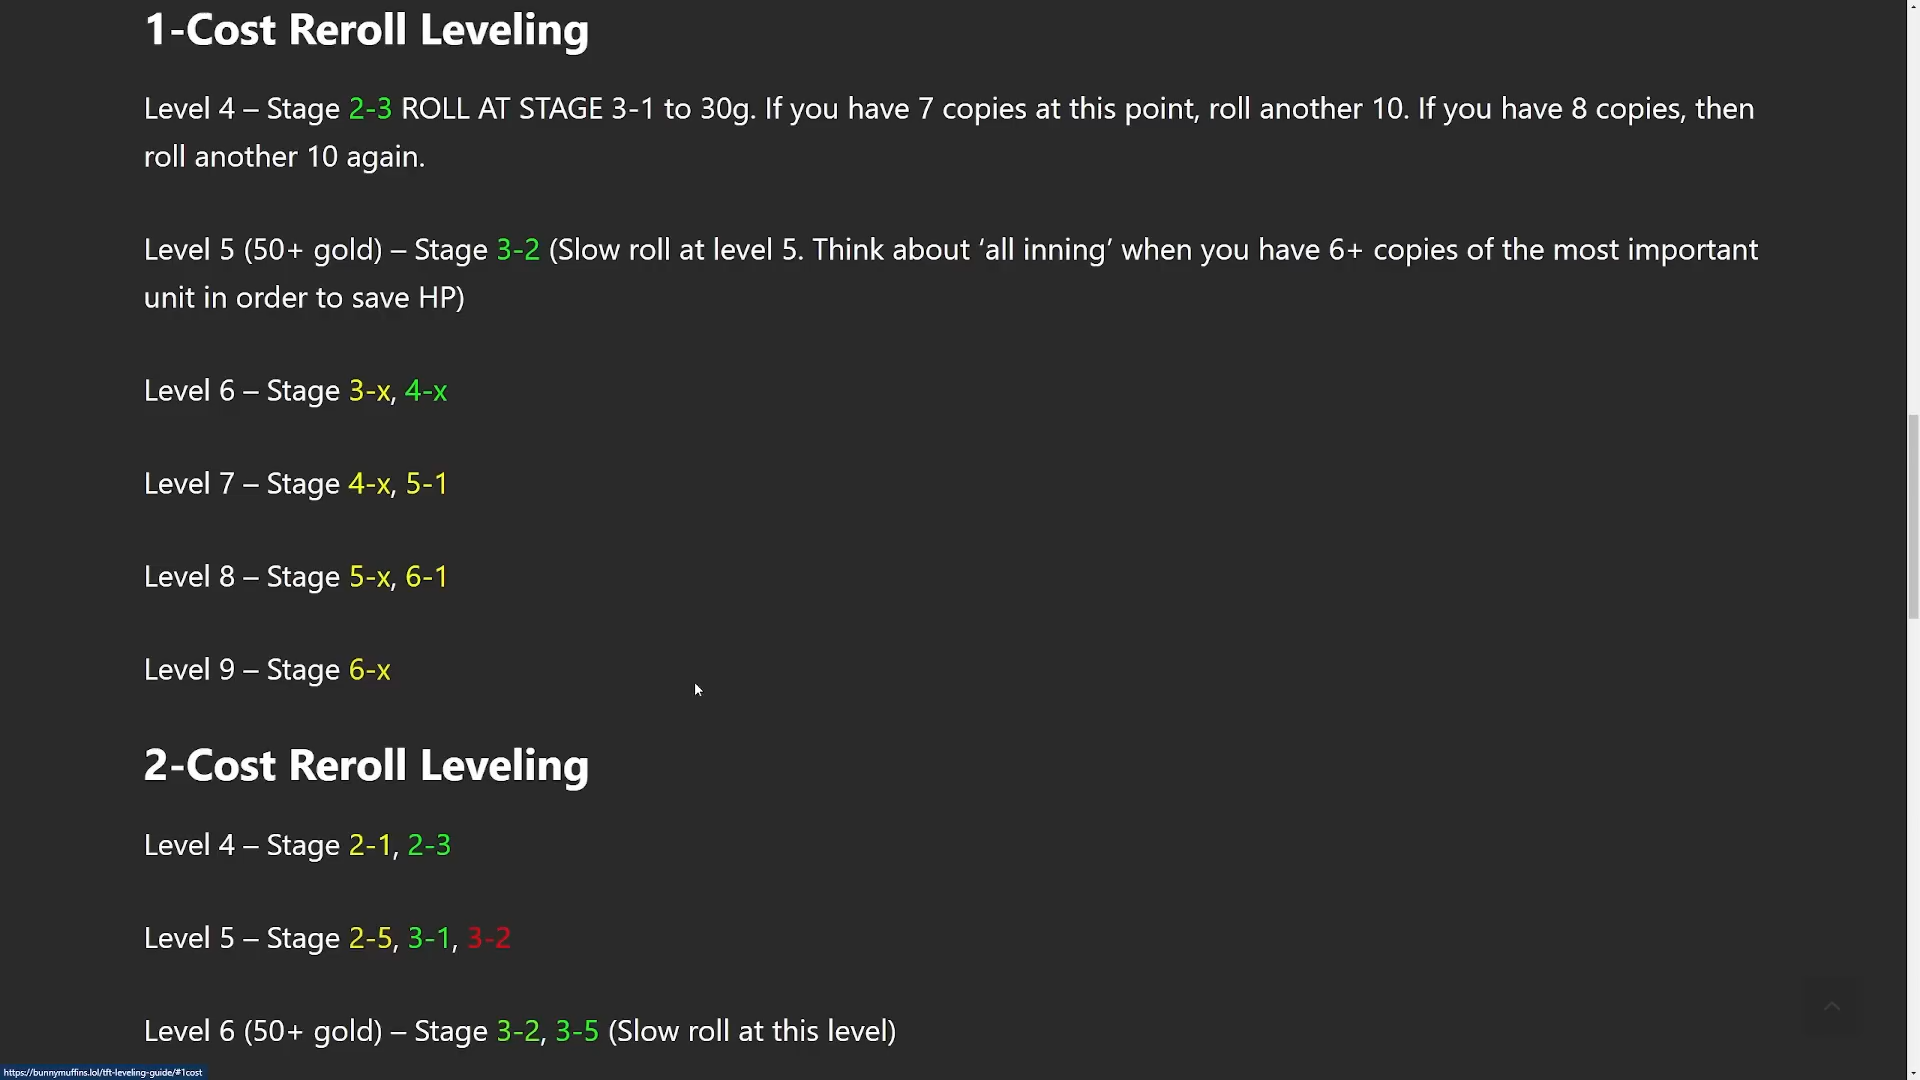 1-Cost Reroll Leveling
Level 4 – Stage 2-3 ROLL AT STAGE 3-1 to 30g. If you have 7 copies at this point, roll another 10. If you have 8 copies, then
roll another 10 again.
Level 5 (50+ gold) – Stage 3-2 (Slow roll at level 5. Think about ‘all inning’ when you have 6+ copies of the most important
unit in order to save HP)
Level 6 – Stage 3-x, 4-x
Level 7 – Stage 4-x, 5-1
Level 8 – Stage 5-x, 6-1
Level 9 – Stage 6-x
2-Cost Reroll Leveling
Level 4 – Stage 2-1, 2-3
Level 5 – Stage 2-5, 3-1, 3-2
Level 6 (50+ gold) – Stage 3-2, 3-5 (Slow roll at this level)
https://bunnymuffins.lol/tft-leveling-guide/#1cost